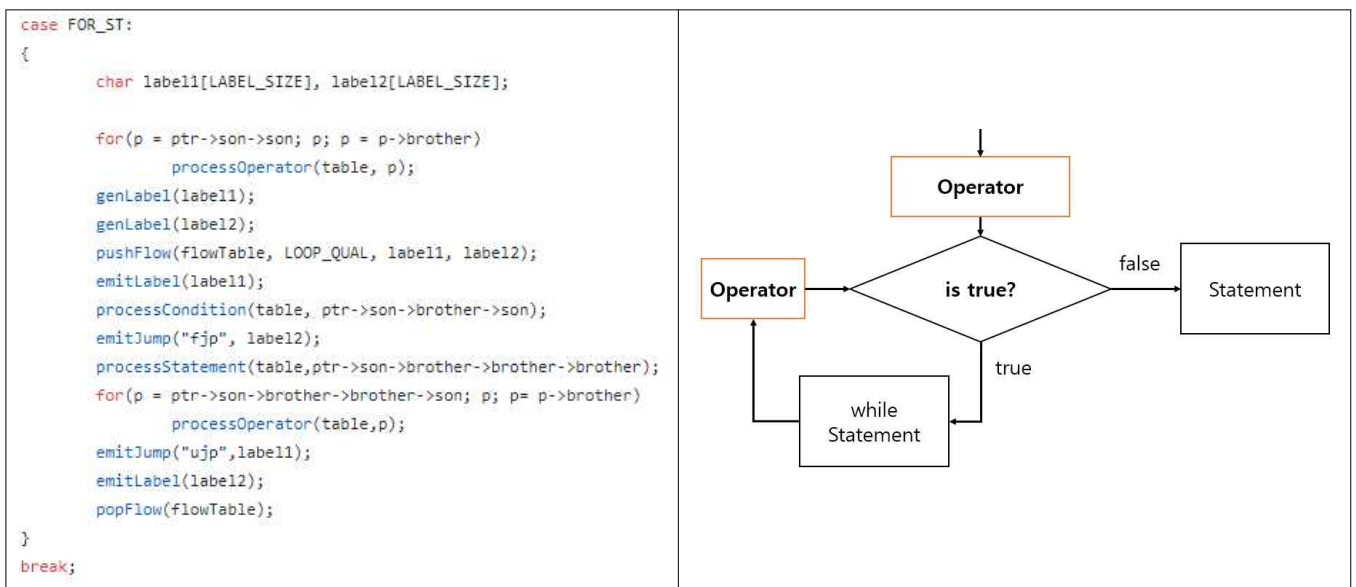 case FOR_ST:
{
char label1[LABEL_SIZE], label2[LABEL_SIZE];
for(p = ptr->son->son; p; p = p->brother)
processOperator(table, p);
genLabel(label1);
genLabel(label2);
pushFlow(flowTable, LOOP_QUAL, label1, label2);
emitLabel(label1);
processCondition(table, ptr->son->brother->son);
emitJump("fjp", label2);
processStatement(table,ptr->son->brother->brother->brother);
for(p = ptr->son->brother->brother->son; p; p= p->brother)
processOperator(table,p);
emitJump("ujp",label1);
emitLabel(label2);
popFlow(flowTable);
}
break;
Operator
is true?
false
Statement
Operator
true
while
Statement